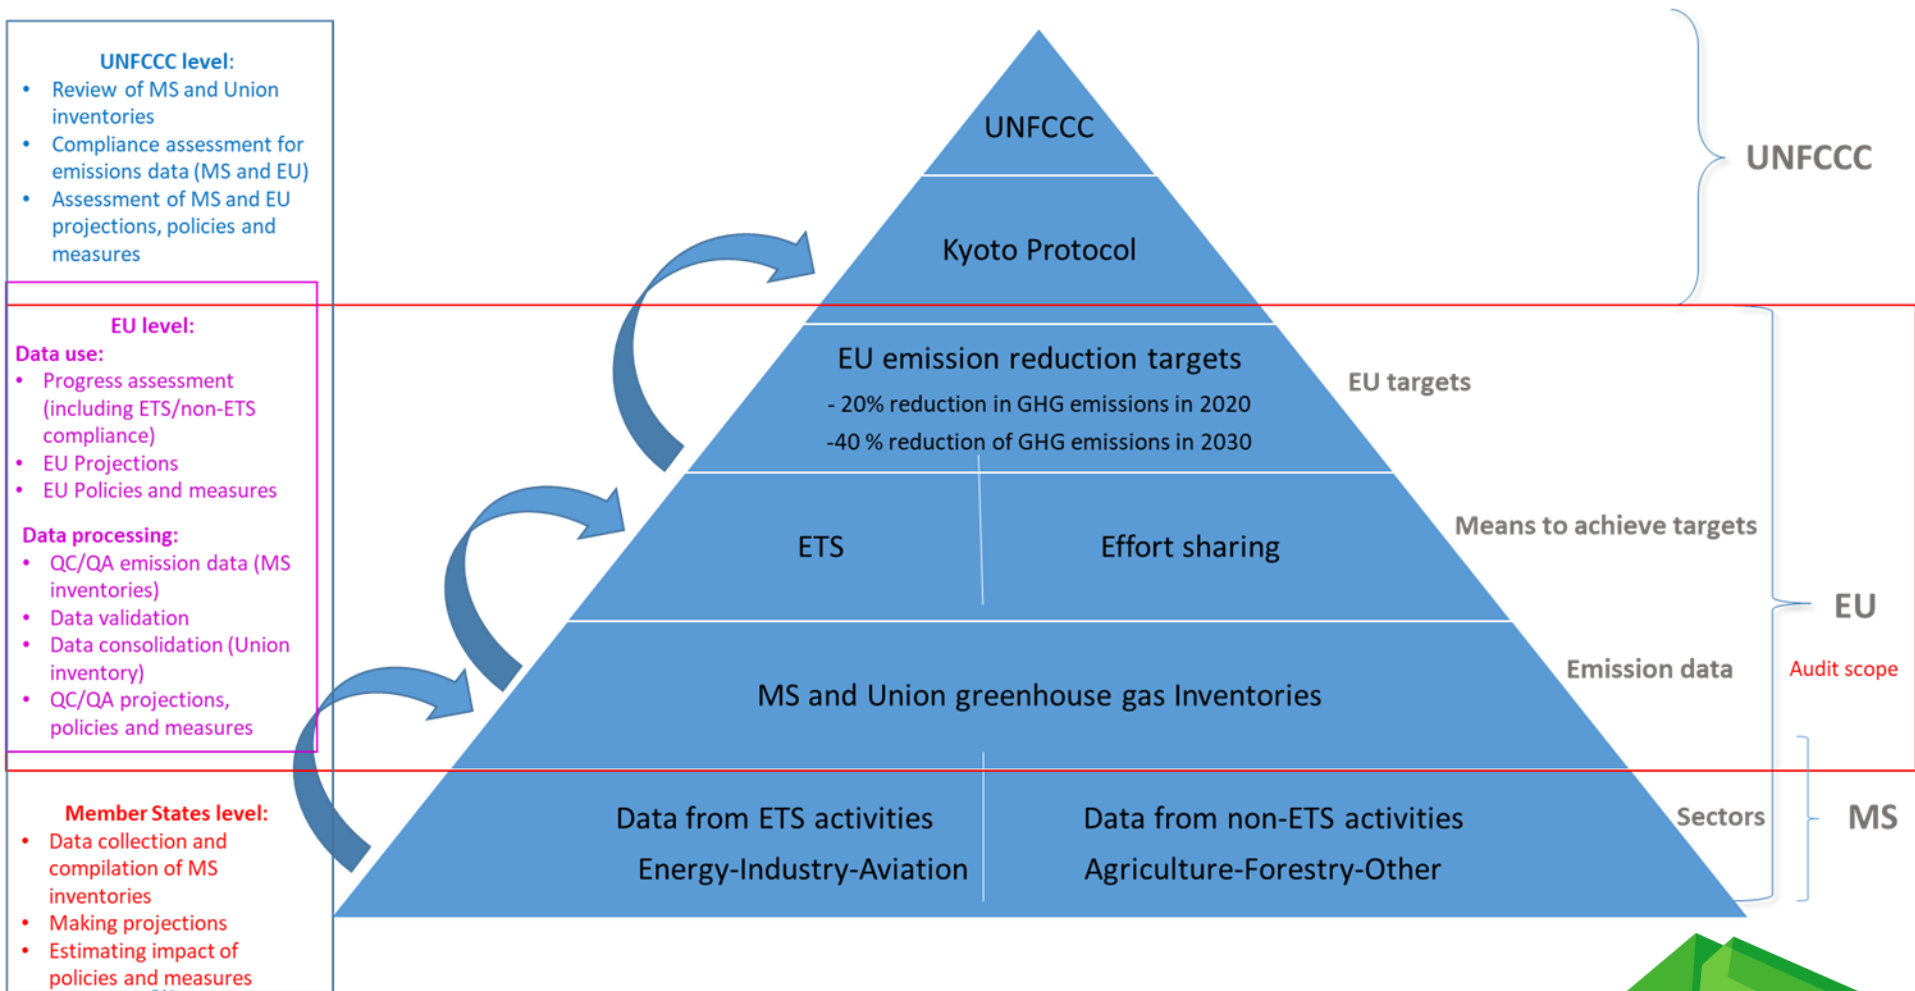 UNFCCC level:
• Review of MS and Union
inventories
• Compliance assessment for
emissions data (MS and EU)
• Assessment of MS and EU
projections, policies and
measures
EU level:
Data use:
• Progress assessment
(including ETS/non-ETS
compliance)
• EU Projections
• EU Policies and measures
Data processing:
• QC/QA emission data (MS
inventories)
• Data validation
• Data consolidation (Union
inventory)
• QC/QA projections,
policies and measures
Member States level:
• Data collection and
compilation of MS
inventories
• Making projections
• Estimating impact of
policies and measures
UNFCCC
Kyoto Protocol
EU emission reduction targets
- 20% reduction in GHG emissions in 2020
-40 % reduction of GHG emissions in 2030
ETS
Effort sharing
MS and Union greenhouse gas Inventories
Data from ETS activities
Energy-Industry-Aviation
Data from non-ETS activities
Agriculture-Forestry-Other
UNFCCC
EU targets
Means to achieve targets
EU
Emission data
Audit scope
Sectors
MS